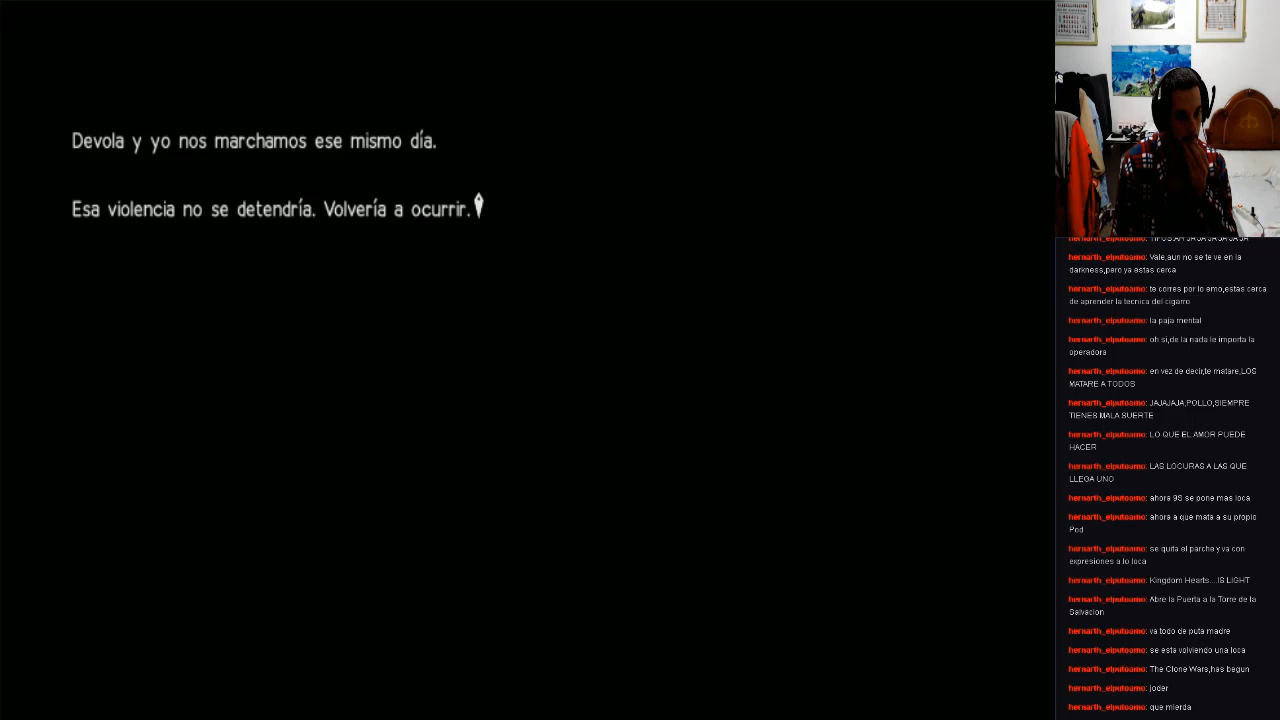 Devola y yo nos marchamos ese mismo día.
Esa violencia no se detendría. Volvería a ocurrir.
hernarth_elputoamo: Vale,aun no se te ve en la
darkness,pero ya estas cerca
hernarth_elputoamo: te corres por lo emo,estas cerca
de aprender la tecnica del cigarro
hernarth_elputoamo: la paja mental
hernarth_elputoamo: oh si,de la nada le importa la
operadora
hernarth_elputoamo: en vez de decir,te matare,LOS
MATARE A TODOS
hernarth_elputoamo: JAJAJAJA,POLLO,SIEMPRE
TIENES MALA SUERTE
hernarth_elputoamo: LO QUE EL AMOR PUEDE
HACER
hernarth_elputoamo: LAS LOCURAS A LAS QUE
LLEGA UNO
hernarth_elputoamo: ahora 9S se pone mas loca
hernarth_elputoamo: ahora a que mata a su propio
Pod
hernarth_elputoamo: se quita el parche y va con
expresiones a lo loca
hernarth_elputoamo: Kingdom Hearts....IS LIGHT
hernarth_elputoamo: Abre la Puerta a la Torre de la
Salvacion
hernarth_elputoamo: va todo de puta madre
hernarth_elputoamo: se esta volviendo una loca
hernarth_elputoamo: The Clone Wars,has begun
hernarth_elputoamo: joder
hernarth_elputoamo: que mierda